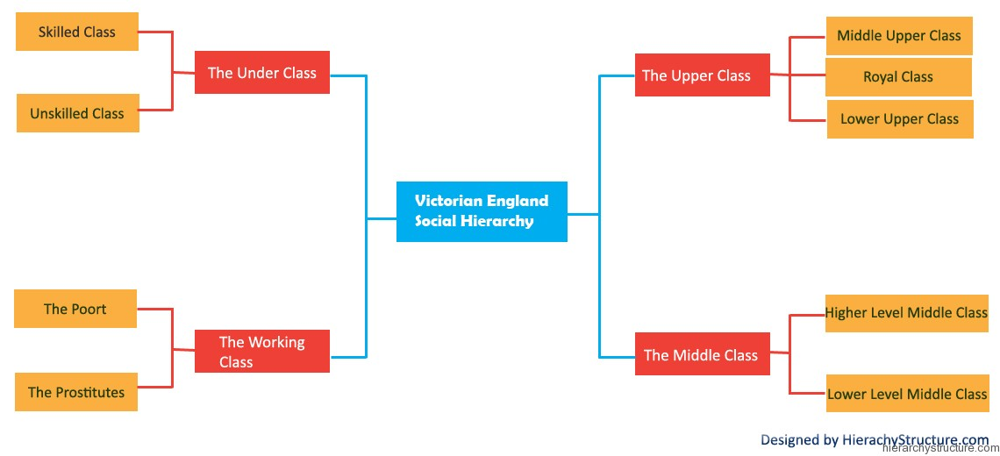 Skilled Class
The Under Class
Unskilled Class
Middle Upper Class
The Upper Class
Royal Class
Lower Upper Class
Victorian England
Social Hierarchy
The Poort
The Working
Class
The Prostitutes
Higher Level Middle Class
The Middle Class
Lower Level Middle Class
Designed by HierachyStructure.com
hierarchystructure.com